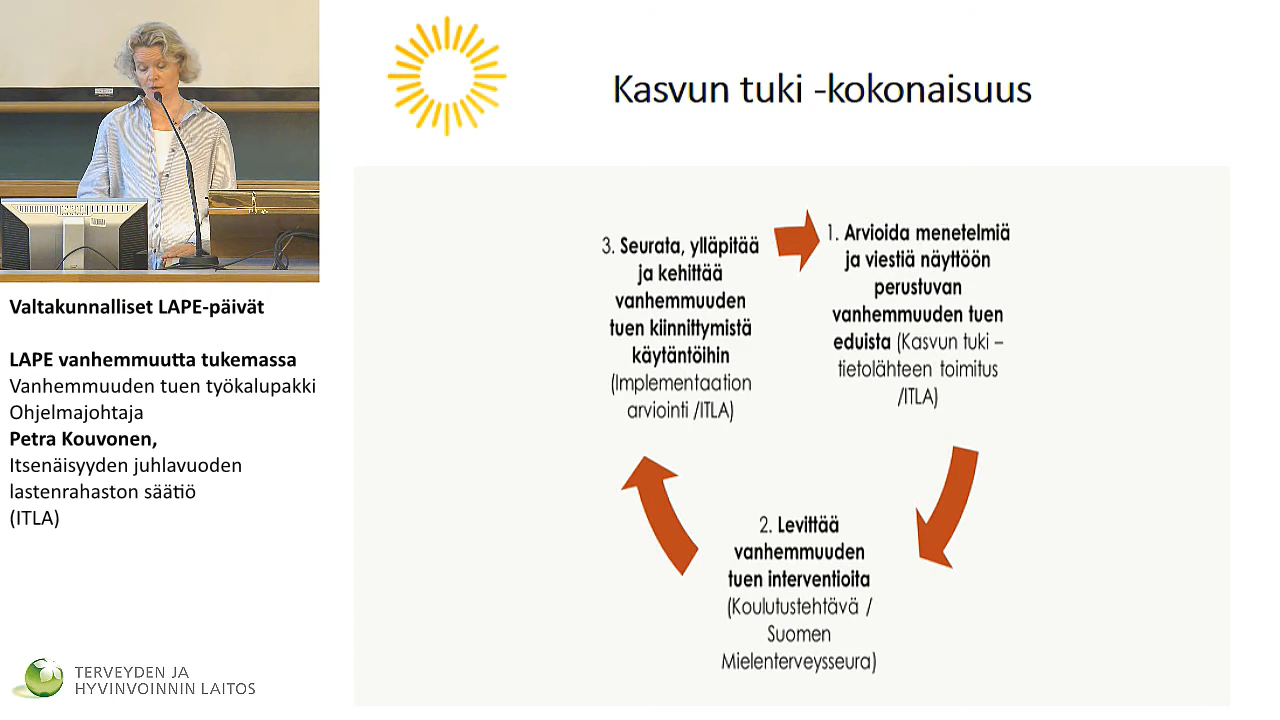 Kasvun tuki -kokonaisuus
3. Seurata, ylläpitää
ja kehittää
vanhemmuuden
tuen kiinnittymistä
käytäntöihin
(Implementaation
arviointi /ITLA)
1. Arvioida menetelmiä
ja viestiä näyttöön
perustuvan
vanhemmuuden tuen
eduista (Kasvun tuki –
tietolähteen toimitus
/ITLA)
2. Levittää
vanhemmuuden
tuen interventioita
(Koulutustehtävä /
Suomen
Mielenterveysseura)
Valtakunnalliset LAPE-päivät
LAPE vanhemmuutta tukemassa
Vanhemmuuden tuen työkalupakki
Ohjelmajohtaja
Petra Kouvonen,
Itsenäisyyden juhlavuoden
lastenrahaston säätiö
(ITLA)
TERVEYDEN JA
HYVINVOINNIN LAITOS